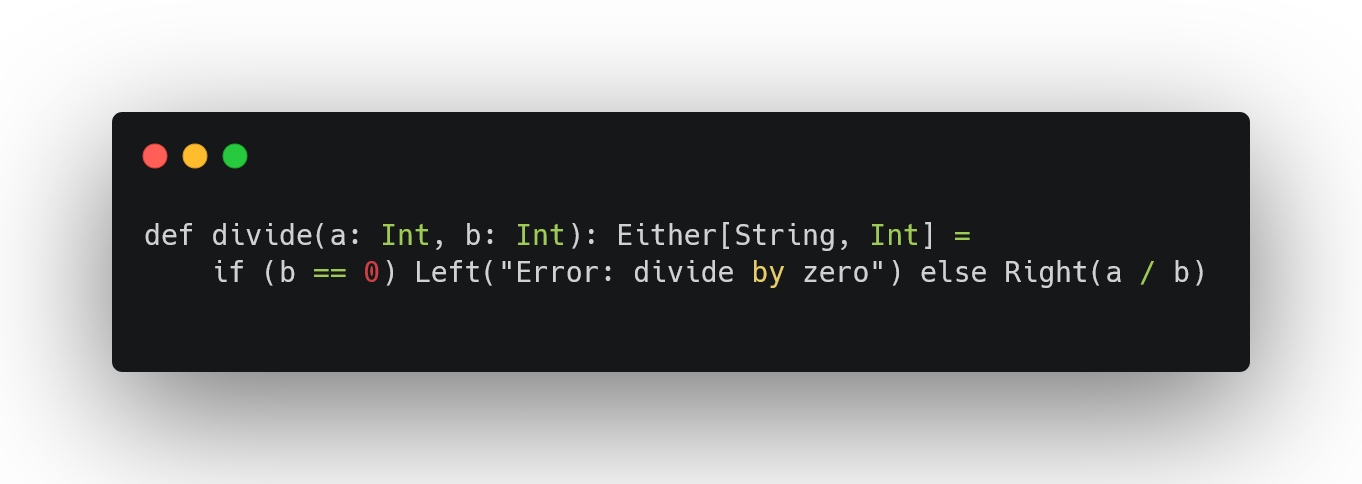 def divide(a: Int, b: Int): Either[String, Int] =
    if (b == 0) Left("Error: divide by zero") else Right(a / b)